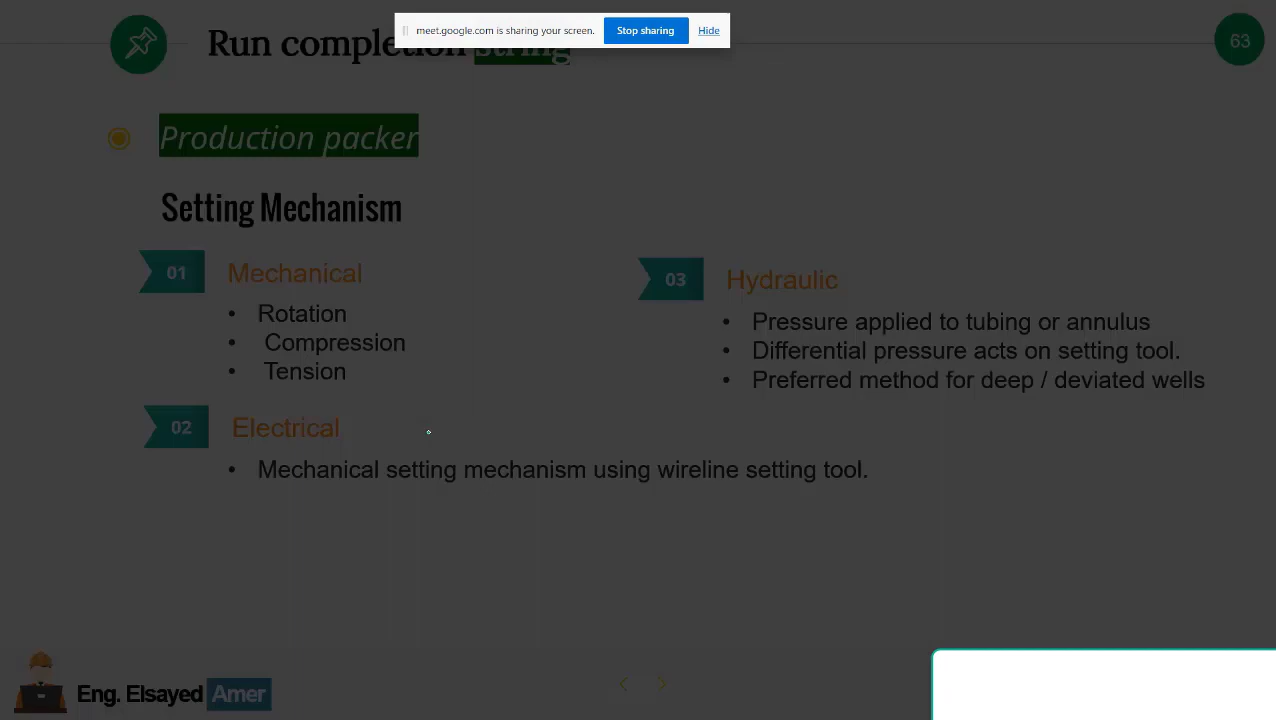 meet.google.com is sharing your screen. Stop sharing Hide
Run completion string
63
Production packer
Setting Mechanism
01 Mechanical
• Rotation
• Compression
• Tension
02 Electrical
• Mechanical setting mechanism using wireline setting tool.
03 Hydraulic
• Pressure applied to tubing or annulus
• Differential pressure acts on setting tool.
• Preferred method for deep / deviated wells
Eng. Elsayed Amer